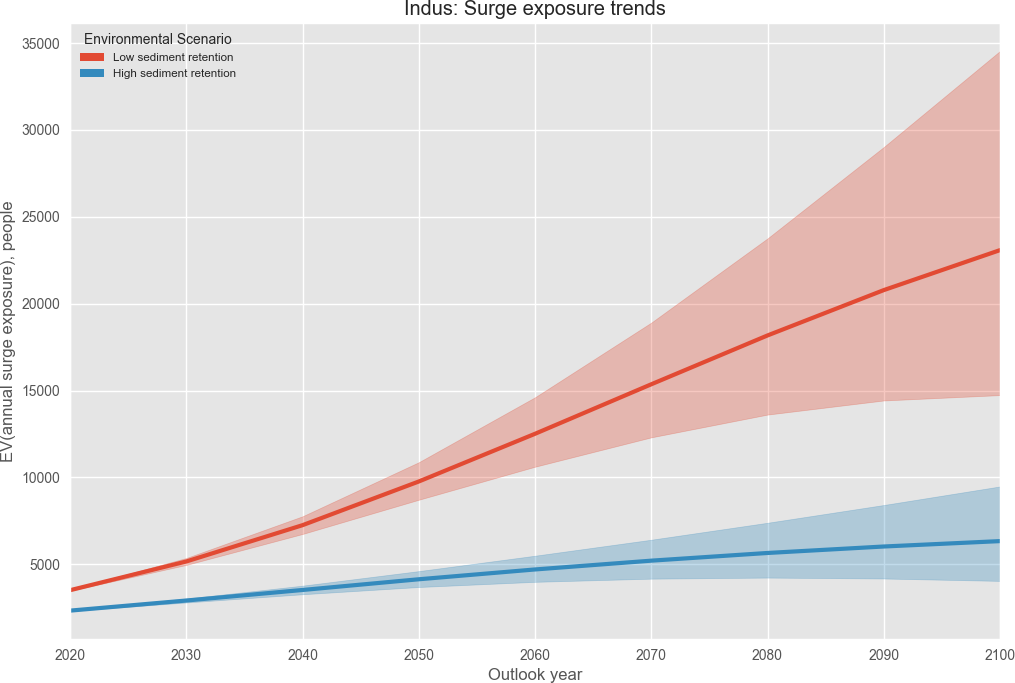 Indus: Surge exposure trends
Environmental Scenario
Low sediment retention
High sediment retention
35000
30000
25000
20000
15000
10000
5000
EV(annual surge exposure), people
2020 2030 2040 2050 2060 2070 2080 2090 2100
Outlook year